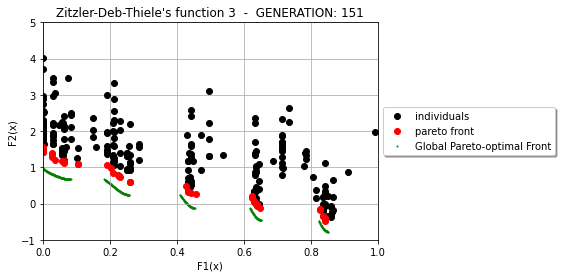 Zitzler-Deb-Thiele's function 3 - GENERATION: 151
5
4
3
2
1
0
−1
F2(x)
0.0 0.2 0.4 0.6 0.8 1.0
F1(x)
individuals
pareto front
Global Pareto-optimal Front